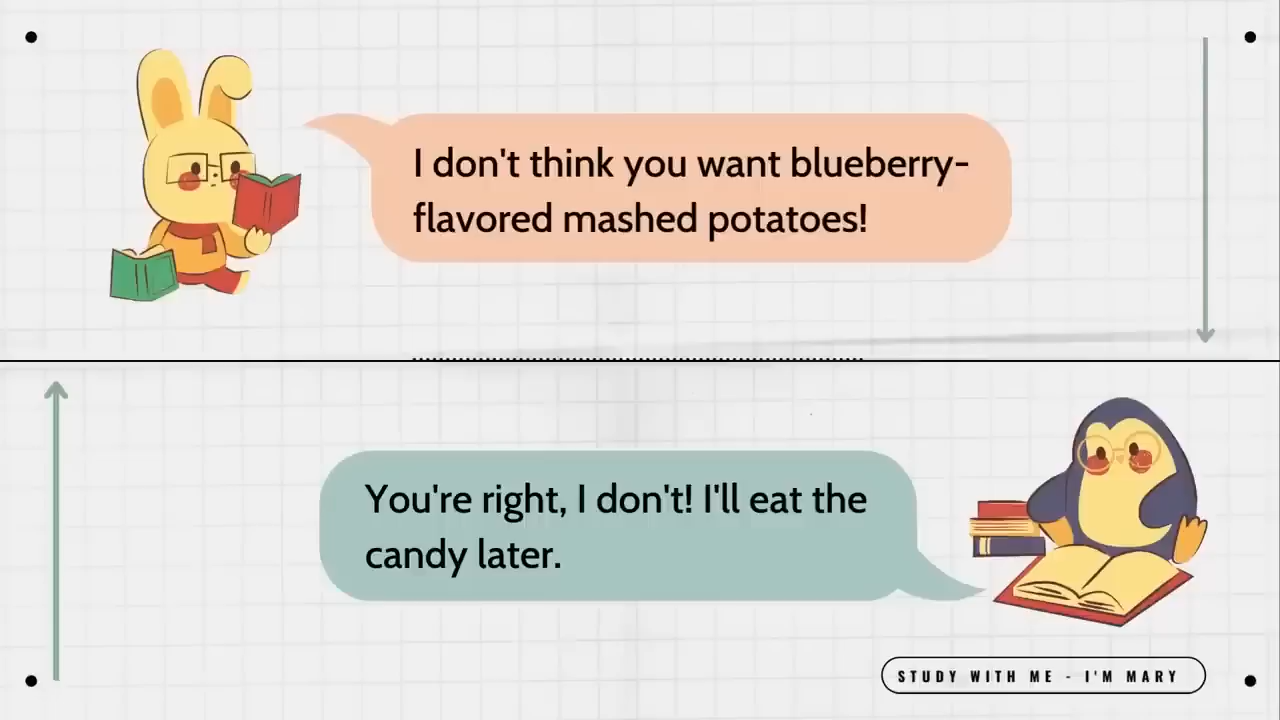 I don't think you want blueberry-
flavored mashed potatoes!
You're right, I don't! I'll eat the
candy later.
STUDY WITH ME - I'M MARY